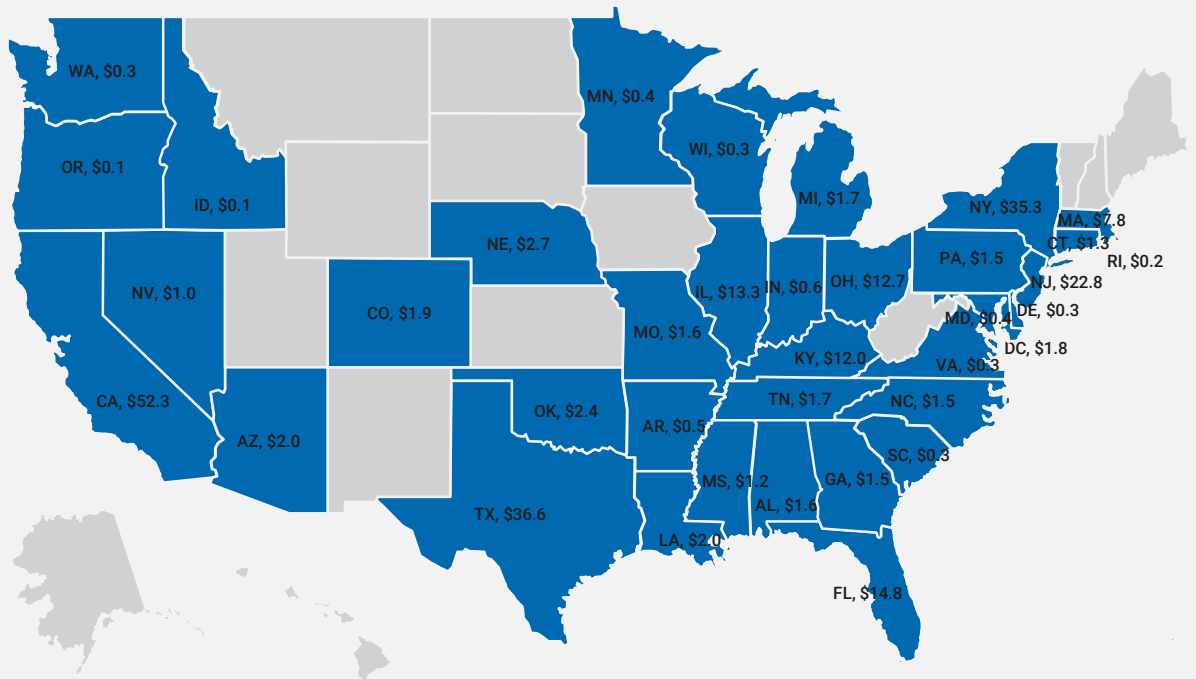 WA, $0.3
MN, $0.4
WI, $0.3
OR, $0.1
MI, $1.7
ID, $0.1
NY, $35.3
MA, $7.8
NE, $2.7
CT, $1.3
PA, $1.5
RI, $0.2
NV, $1.0
IL, $13.3
IN, $0.6
OH, $12.7
NJ, $22.8
CO, $1.9
MD, $0.4
DE, $0.3
MO, $1.6
DC, $1.8
KY, $12.0
VA, $0.3
CA, $52.3
TN, $1.7
NC, $1.5
OK, $2.4
AZ, $2.0
AR, $0.5
SC, $0.3
MS, $1.2
GA, $1.5
AL, $1.6
TX, $36.6
LA, $2.0
FL, $14.8